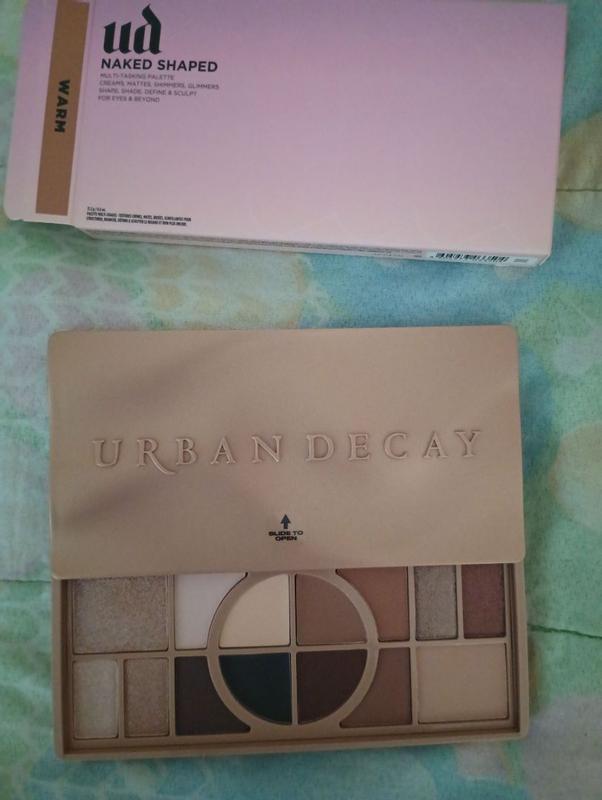 ud
NAKED SHAPED
MULTI-TASKING PALETTE
CREAMS, MATTES, SHIMMERS, GLIMMERS
SHAPE, SHADE, DEFINE & SCULPT
FOR EYES & BEYOND
WARM
URBAN DECAY
SLIDE TO
OPEN